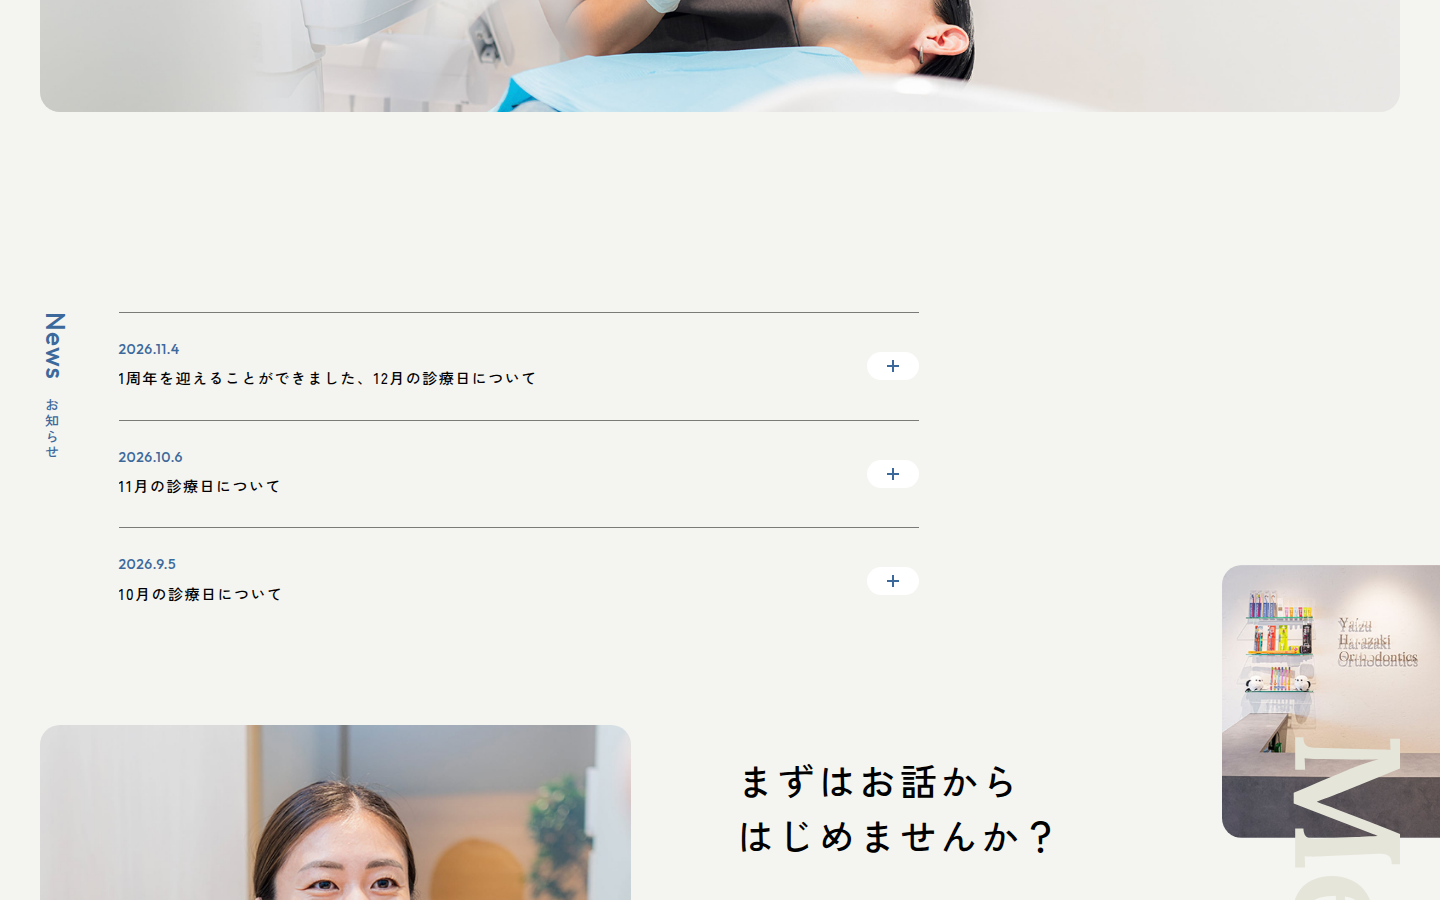 News
お知らせ
2026.11.4
1周年を迎えることができました、12月の診療日について
2026.10.6
11月の診療日について
2026.9.5
10月の診療日について
まずはお話から
はじめませんか？
Yaizu
Harazaki
Orthodontics
Me